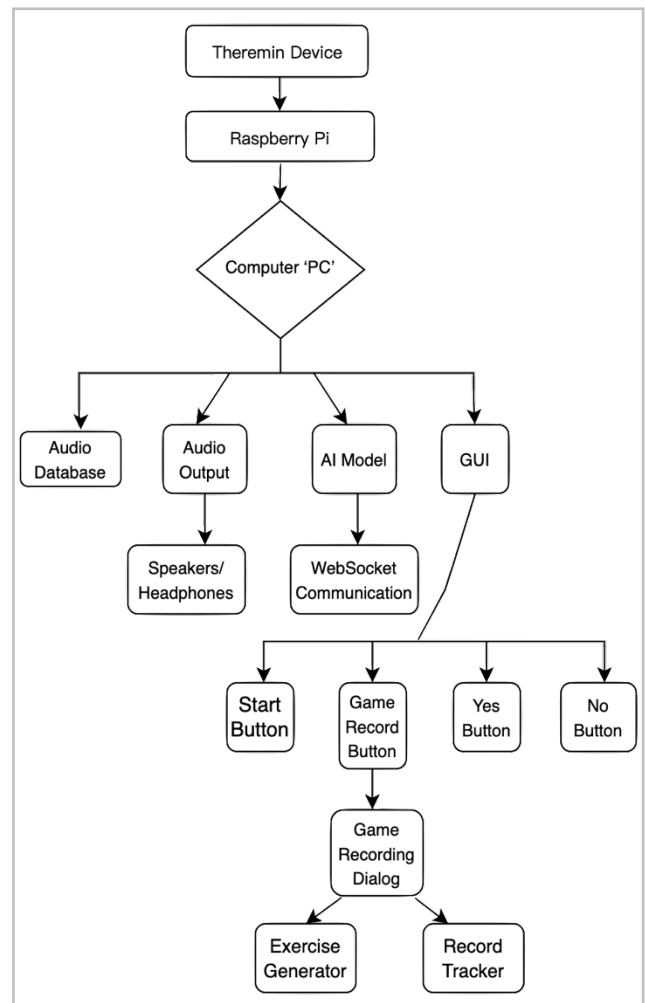 Theremin Device
Raspberry Pi
Computer ‘PC’
Audio
Database
Audio
Output
AI Model
GUI
Speakers/
Headphones
WebSocket
Communication
Start
Button
Game
Record
Button
Yes
Button
No
Button
Game
Recording
Dialog
Exercise
Generator
Record
Tracker